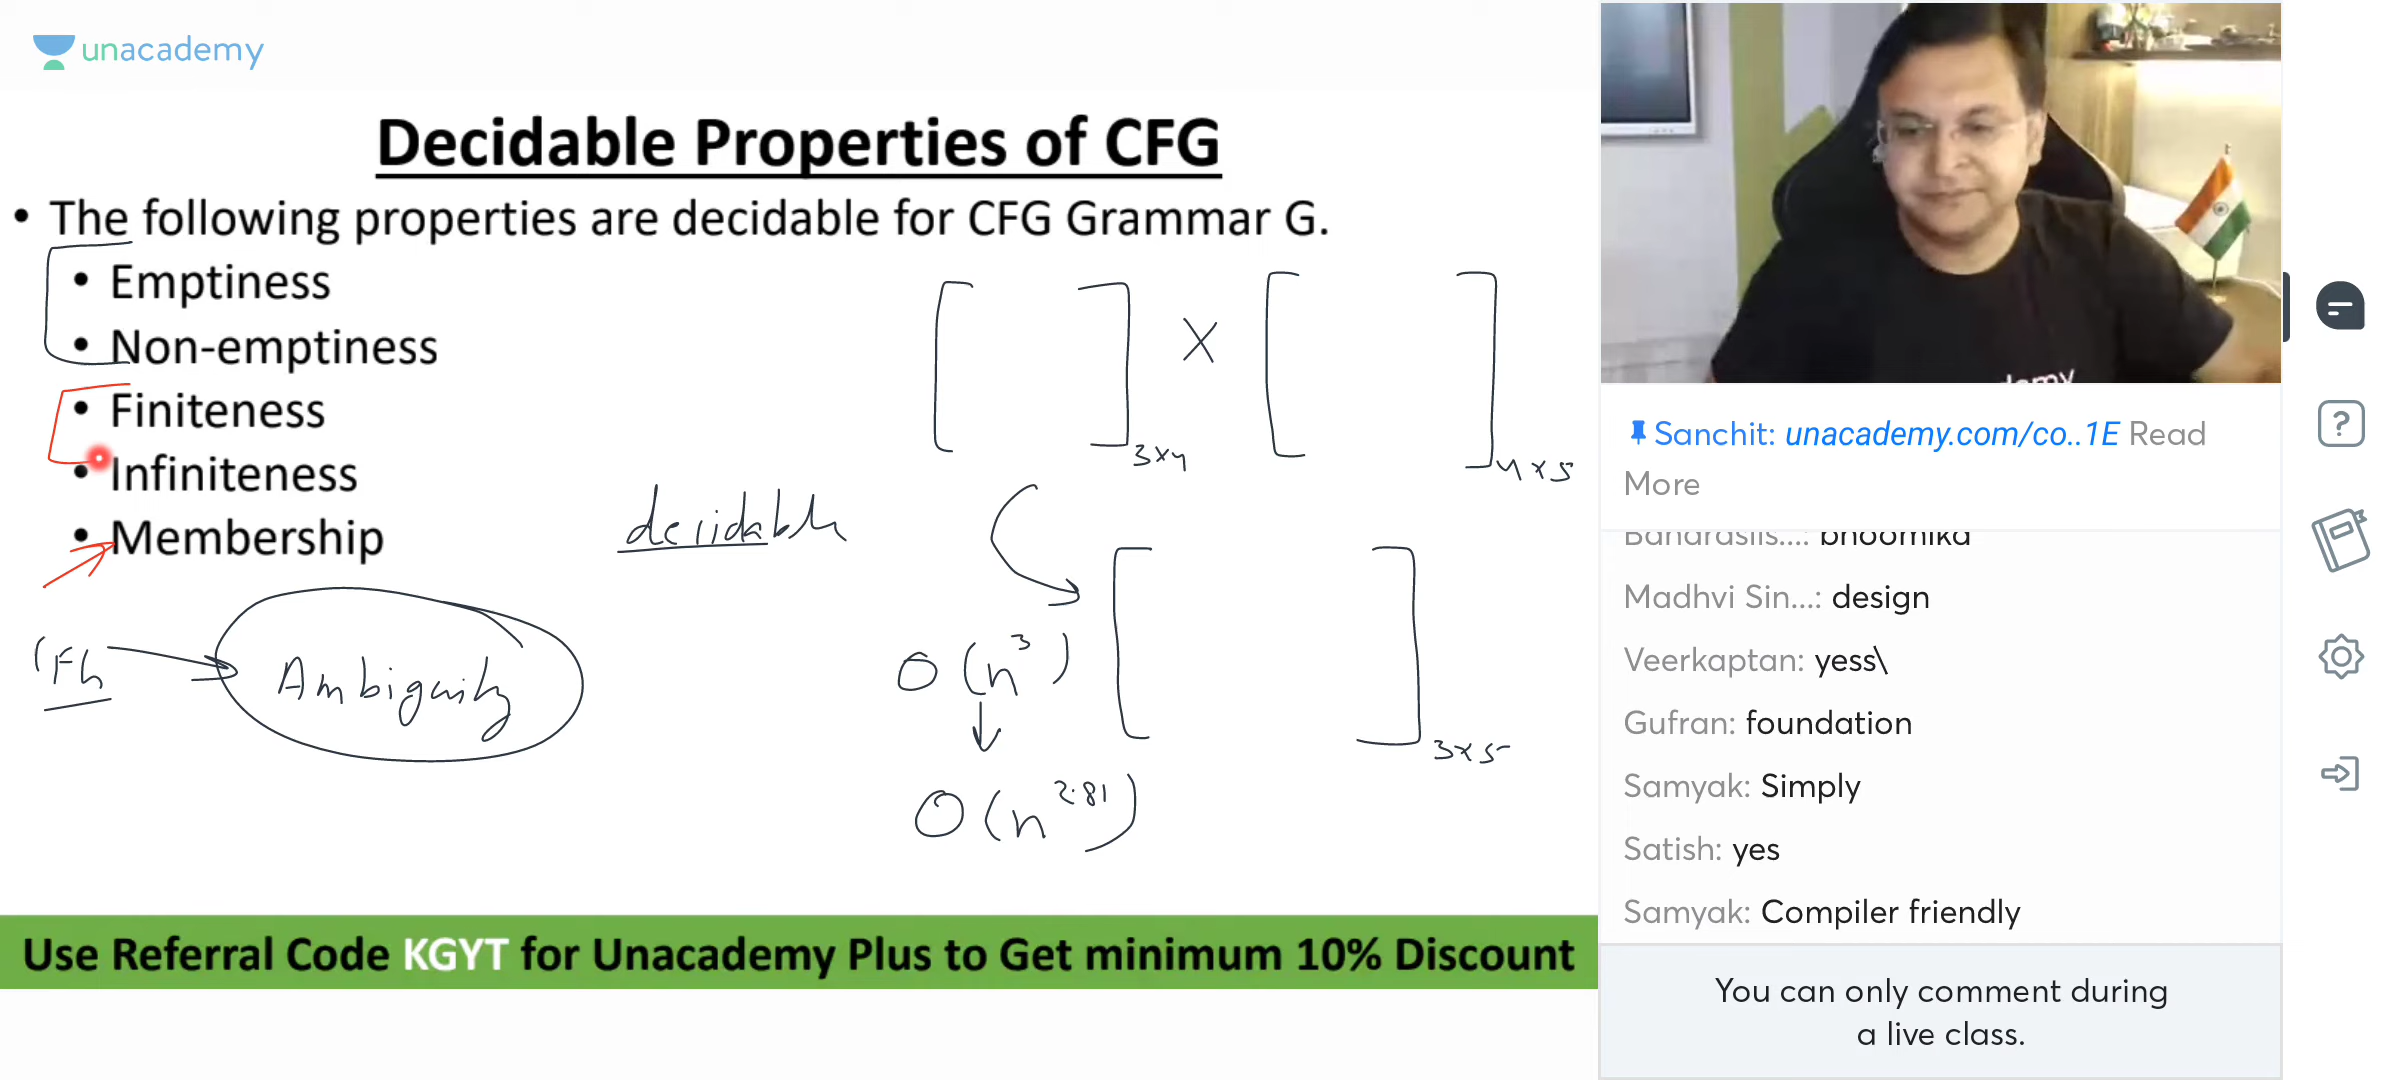 unacademy
Decidable Properties of CFG
• The following properties are decidable for CFG Grammar G.
• Emptiness
• Non-emptiness
• Finiteness
• Infiniteness
• Membership
3x4
X
4x5
decidable
CFG
Ambiguity
O(n³)
3x5
O(n^2.81)
Use Referral Code KGYT for Unacademy Plus to Get minimum 10% Discount
Sanchit: unacademy.com/co..1E Read
More
Banarasiis...: bhoomika
Madhvi Sin...: design
Veerkaptan: yess\
Gufran: foundation
Samyak: Simply
Satish: yes
Samyak: Compiler friendly
You can only comment during
a live class.
?